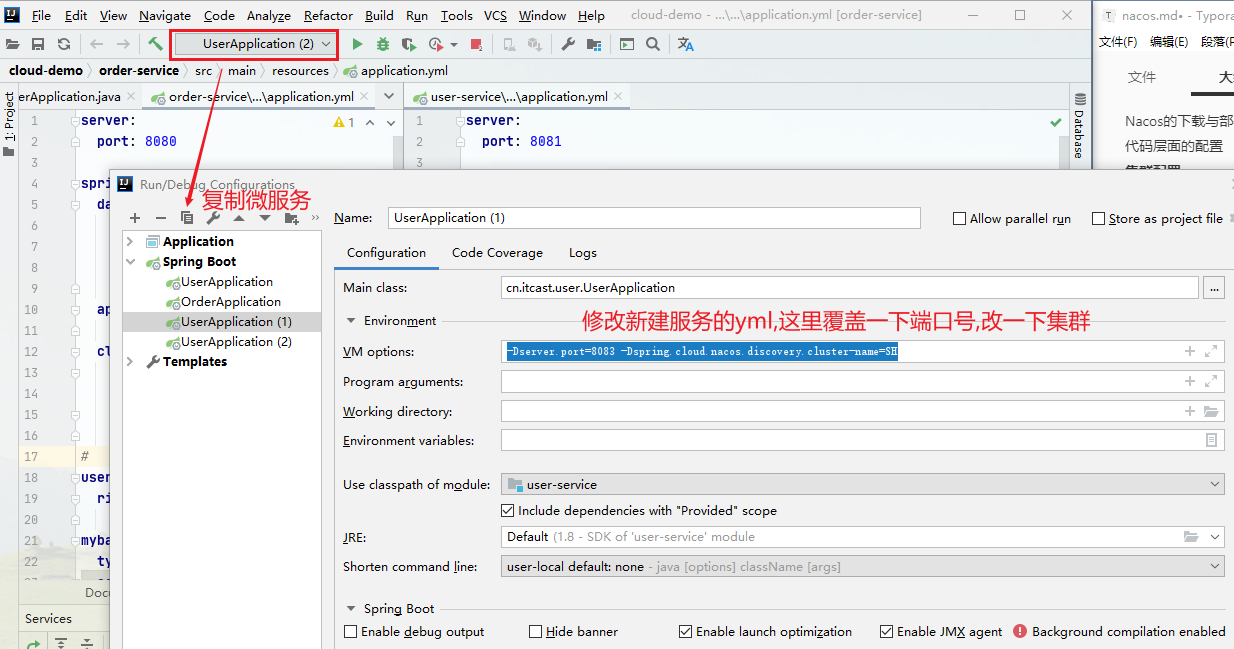 File Edit View Navigate Code Analyze Refactor Build Run Tools VCS Window Help cloud-demo - ...\...\application.yml [order-service]
nacos.md• - Typora
文件(F) 编辑(E) 段落(P
UserApplication (2)
cloud-demo order-service src main resources application.yml
文件 大
erApplication.java order-service\...\application.yml user-service\...\application.yml
1: Project
Database
1 server: 1
2 port: 8080
3
4 spri
5 da
6
7
8
9
10 ap
11
12 cl
13
14
15
16
17 #
18 user
19 ri
20
21 myba
22 ty
1 server:
2 port: 8081
3
Nacos的下载与部
代码层面的配置
Run/Debug Configurations
复制微服务
Name: UserApplication (1) Allow parallel run Store as project file
Application
Spring Boot
UserApplication
OrderApplication
UserApplication (1)
UserApplication (2)
Templates
Configuration Code Coverage Logs
Main class: cn.itcast.user.UserApplication ...
Environment
修改新建服务的yml,这里覆盖一下端口号,改一下集群
VM options: -Dserver.port=8083 -Dspring.cloud.nacos.discovery.cluster-name=SH
Program arguments:
Working directory:
Environment variables:
Use classpath of module: user-service
Include dependencies with "Provided" scope
JRE: Default (1.8 - SDK of 'user-service' module
Shorten command line: user-local default: none - java [options] className [args]
Spring Boot
Enable debug output Hide banner Enable launch optimization Enable JMX agent Background compilation enabled
Docu
Services